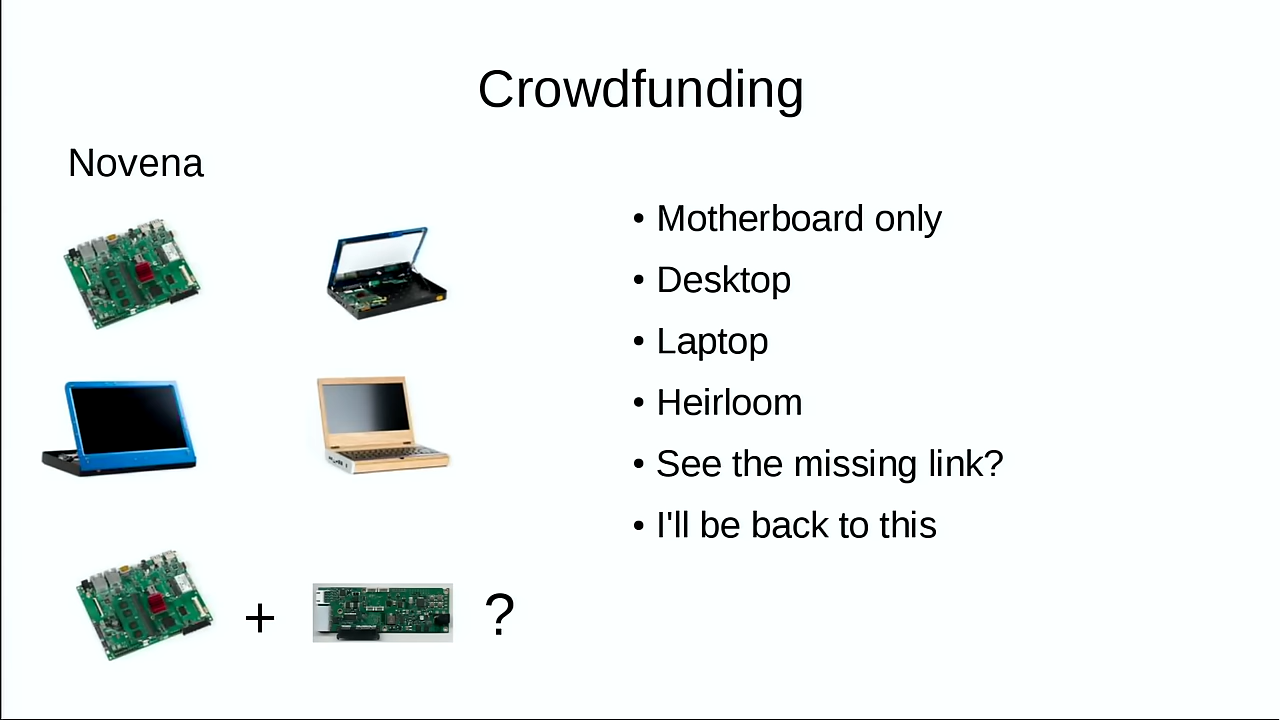 Crowdfunding
Novena
• Motherboard only
• Desktop
• Laptop
• Heirloom
• See the missing link?
• I'll be back to this
+ ?